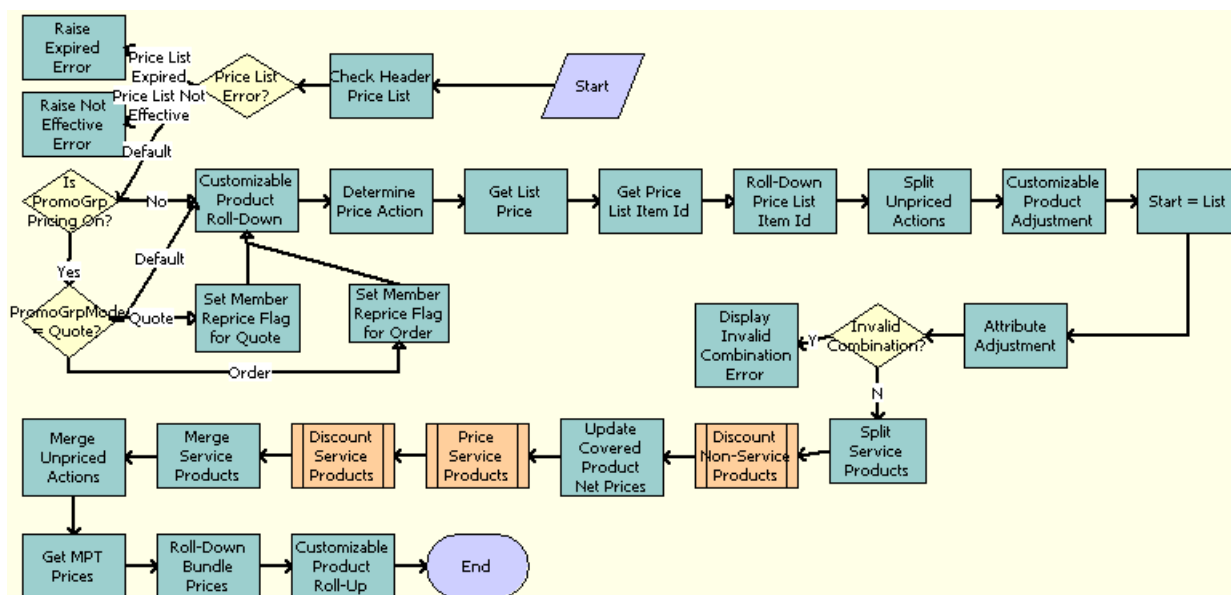 Raise
Expired
Error
Price List
Expired
Price List
Error?
Check Header
Price List
Start
Raise Not
Effective
Error
Price List Not
Effective
Default
Is
PromoGrp
Pricing On?
No
Customizable
Product
Roll-Down
Determine
Price Action
Get List
Price
Get Price
List Item Id
Roll-Down
Price List
Item Id
Split
Unpriced
Actions
Customizable
Product
Adjustment
Start = List
Yes
Default
PromoGrpMode
= Quote?
Quote
Set Member
Reprice Flag
for Quote
Set Member
Reprice Flag
for Order
Order
Display
Invalid
Combination
Error
Y
Invalid
Combination?
Attribute
Adjustment
N
Merge
Unpriced
Actions
Merge
Service
Products
Discount
Service
Products
Price
Service
Products
Update
Covered
Product
Net Prices
Discount
Non-Service
Products
Split
Service
Products
Get MPT
Prices
Roll-Down
Bundle
Prices
Customizable
Product
Roll-Up
End